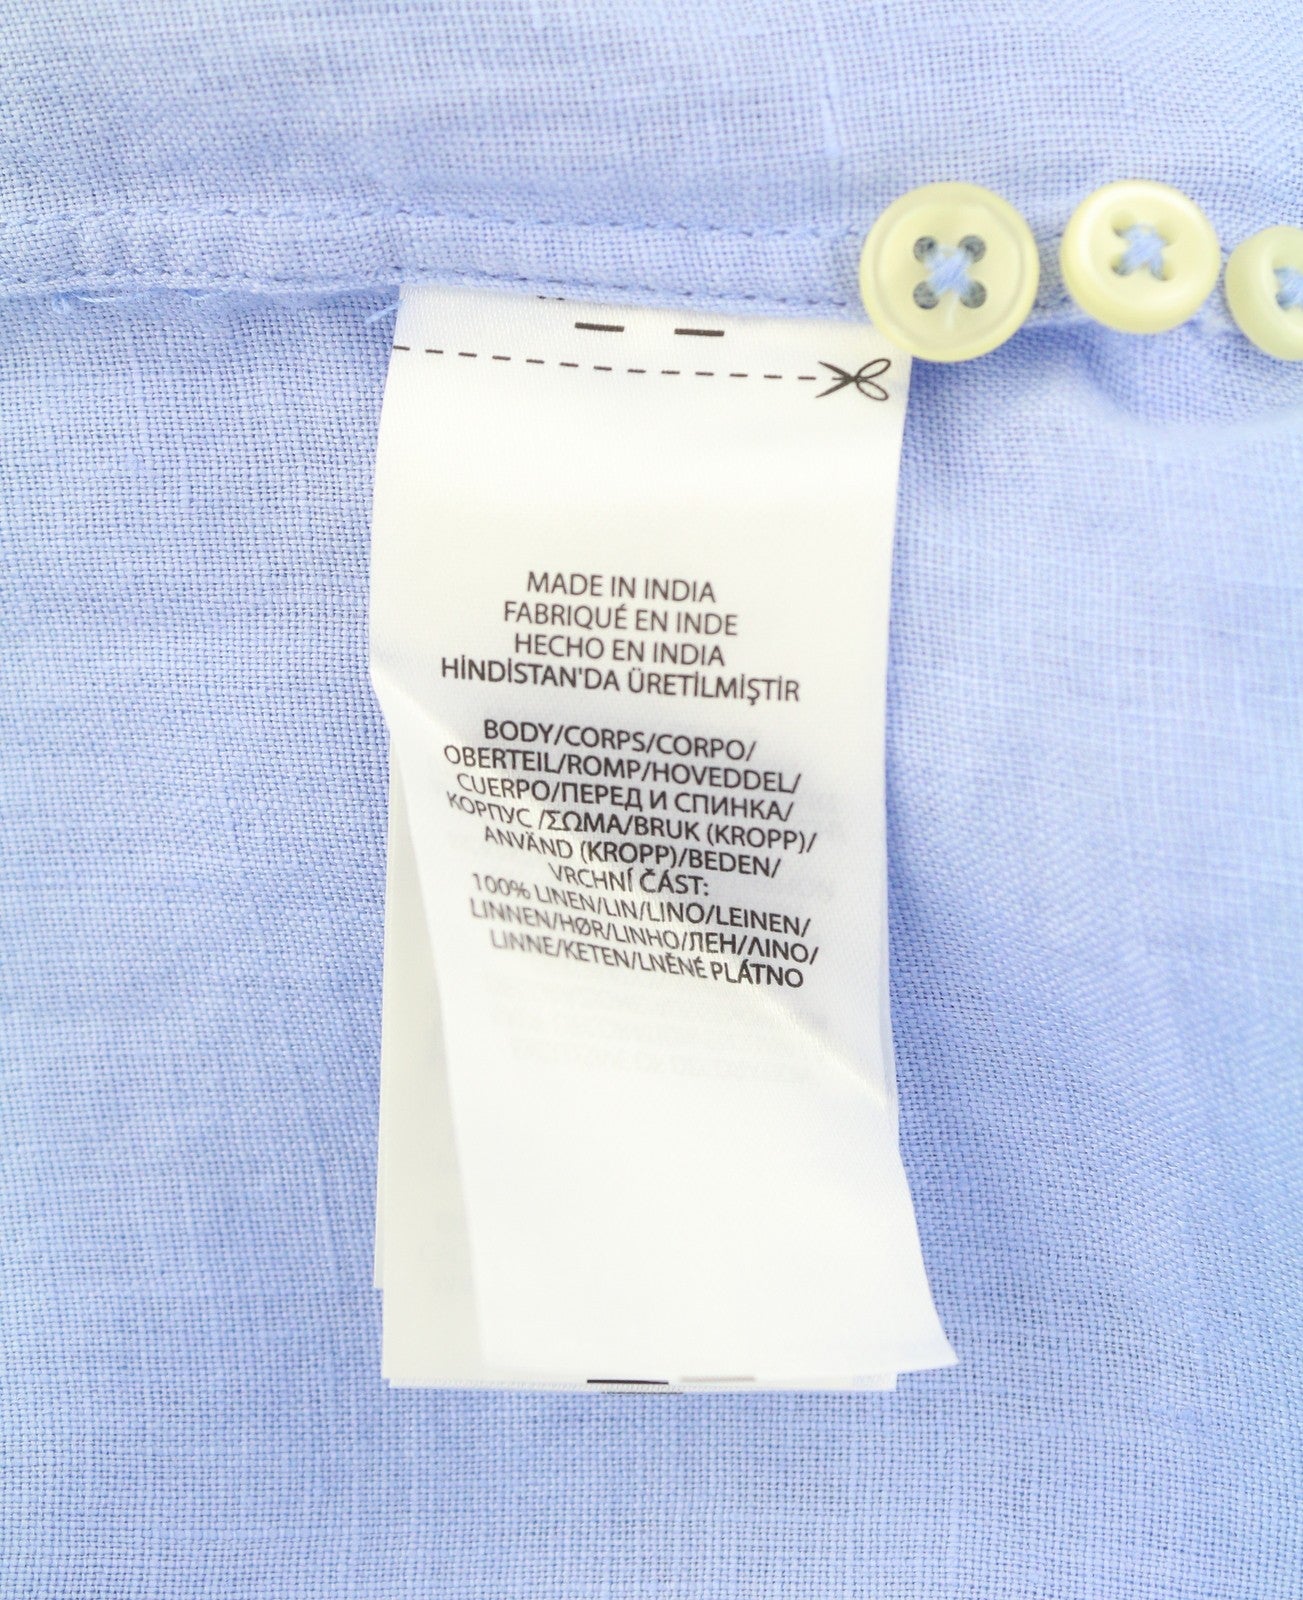 MADE IN INDIA
FABRIQUÉ EN INDE
HECHO EN INDIA
HİNDİSTAN'DA ÜRETİLMİŞTİR
BODY/CORPS/CORPO/
OBERTEIL/ROMP/HOVEDDEL/
CUERPO/ПЕРЕД И СПИНКА/
КОРПУС /ΣΩΜΑ/BRUK (KROPP)/
ANVÄND (KROPP)/BEDEN/
VRCHNÍ ČÁST:
100% LINEN/LIN/LINO/LEINEN/
LINNEN/HØR/LINHO/ЛЕН/ΛΙΝΟ/
LINNE/KETEN/LNĚNÉ PLÁTNO